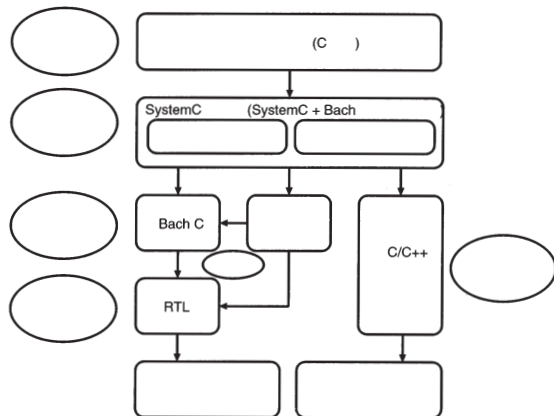 (C )
SystemC (SystemC + Bach )
Bach C
C/C++
RTL